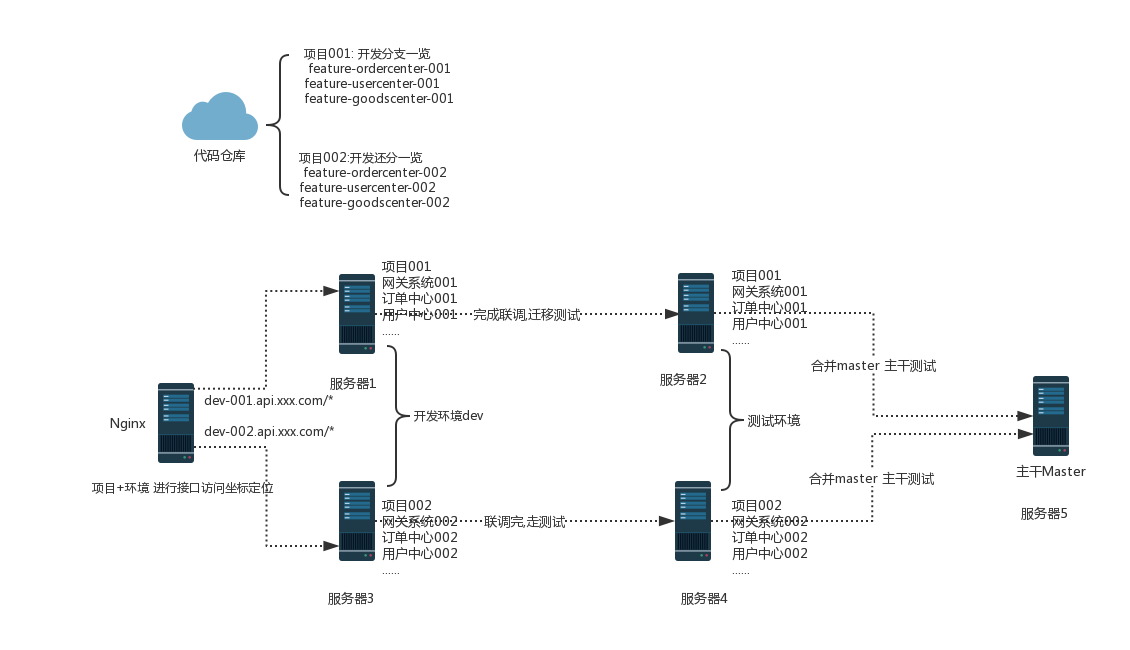 项目001: 开发分支一览
feature-ordercenter-001
feature-usercenter-001
feature-goodscenter-001
代码仓库
项目002:开发还分一览
feature-ordercenter-002
feature-usercenter-002
feature-goodscenter-002
项目001
网关系统001
订单中心001
用户中心001
......
完成联调,迁移测试
项目001
网关系统001
订单中心001
用户中心001
......
服务器1
服务器2
合并master 主干测试
dev-001.api.xxx.com/*
Nginx
dev-002.api.xxx.com/*
开发环境dev
测试环境
项目+环境 进行接口访问坐标定位
主干Master
服务器5
合并master 主干测试
项目002
网关系统002
订单中心002
用户中心002
......
联调完,走测试
项目002
网关系统002
订单中心002
用户中心002
......
服务器3
服务器4